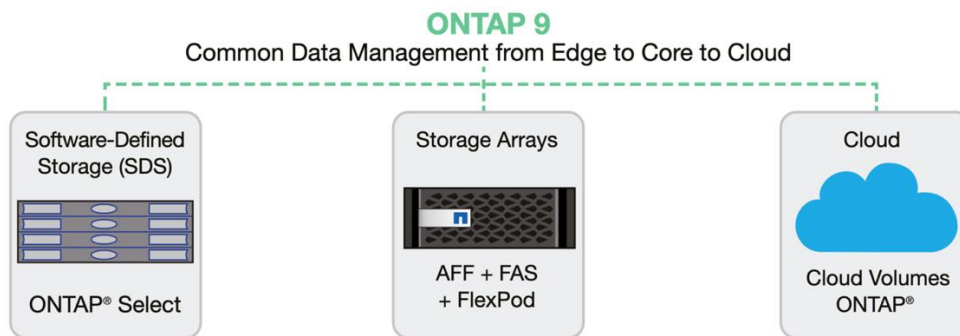 ONTAP 9
Common Data Management from Edge to Core to Cloud
Software-Defined
Storage (SDS)
ONTAP® Select
Storage Arrays
AFF + FAS
+ FlexPod
Cloud
Cloud Volumes
ONTAP®